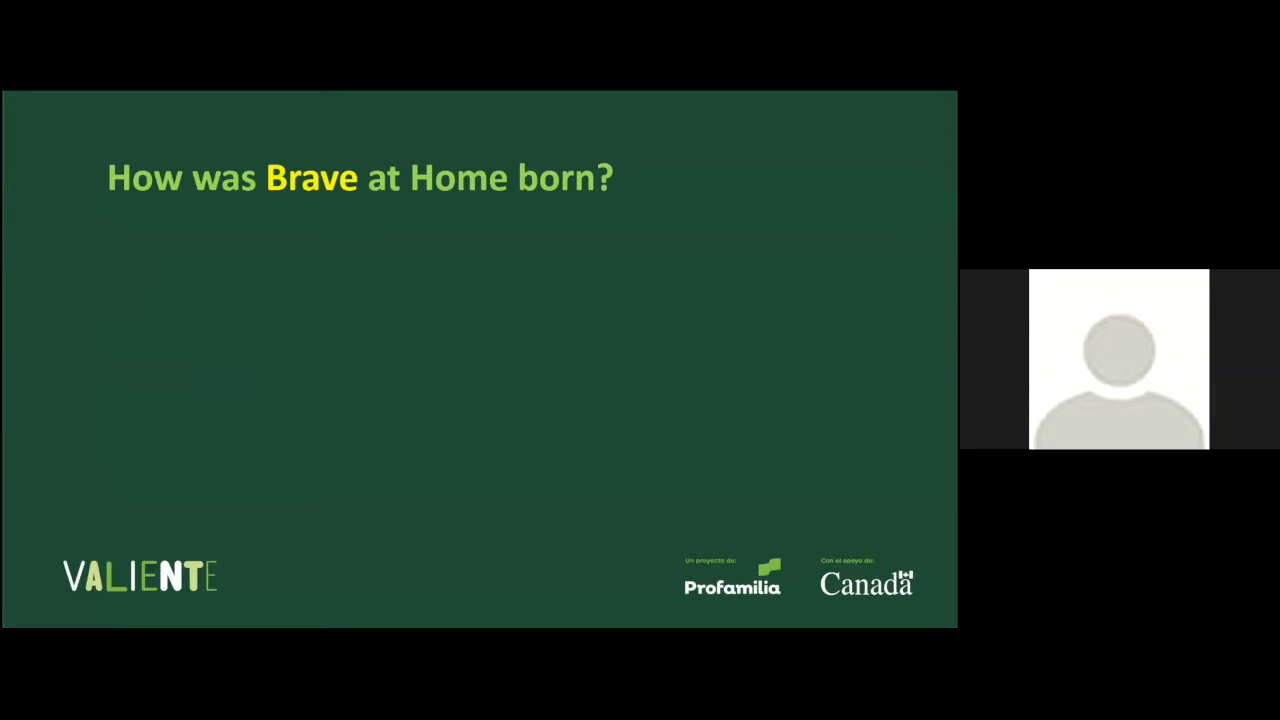 How was Brave at Home born?
VALIENTE
Un proyecto de:
Profamilia
Con el apoyo de:
Canada